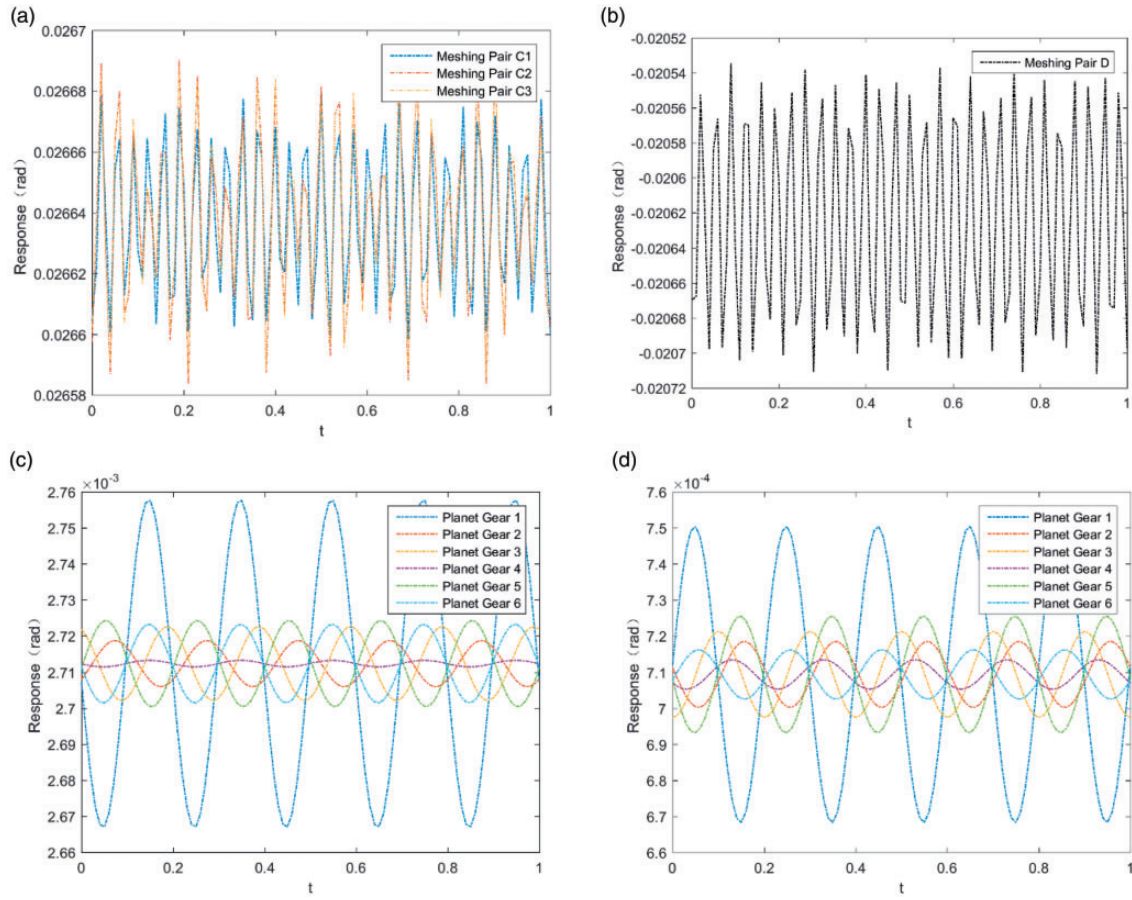 (a)
0.0267
0.02668
0.02666
0.02664
0.02662
0.0266
0.02658
Response（rad）
0 0.2 0.4 0.6 0.8 1
t
Meshing Pair C1
Meshing Pair C2
Meshing Pair C3
(b)
-0.02052
-0.02054
-0.02056
-0.02058
-0.0206
-0.02062
-0.02064
-0.02066
-0.02068
-0.0207
-0.02072
Response（rad）
0 0.2 0.4 0.6 0.8 1
t
Meshing Pair D
(c)
×10-3
2.76
2.75
2.74
2.73
2.72
2.71
2.7
2.69
2.68
2.67
2.66
Response（rad）
0 0.2 0.4 0.6 0.8 1
t
Planet Gear 1
Planet Gear 2
Planet Gear 3
Planet Gear 4
Planet Gear 5
Planet Gear 6
(d)
×10-4
7.6
7.5
7.4
7.3
7.2
7.1
7
6.9
6.8
6.7
6.6
Response（rad）
0 0.2 0.4 0.6 0.8 1
t
Planet Gear 1
Planet Gear 2
Planet Gear 3
Planet Gear 4
Planet Gear 5
Planet Gear 6